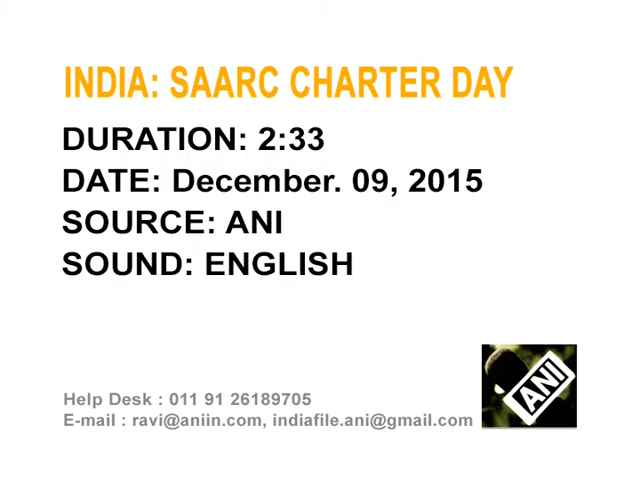 INDIA: SAARC CHARTER DAY
DURATION: 2:33
DATE: December. 09, 2015
SOURCE: ANI
SOUND: ENGLISH
Help Desk : 011 91 26189705
E-mail : ravi@aniin.com, indiafile.ani@gmail.com
ANI